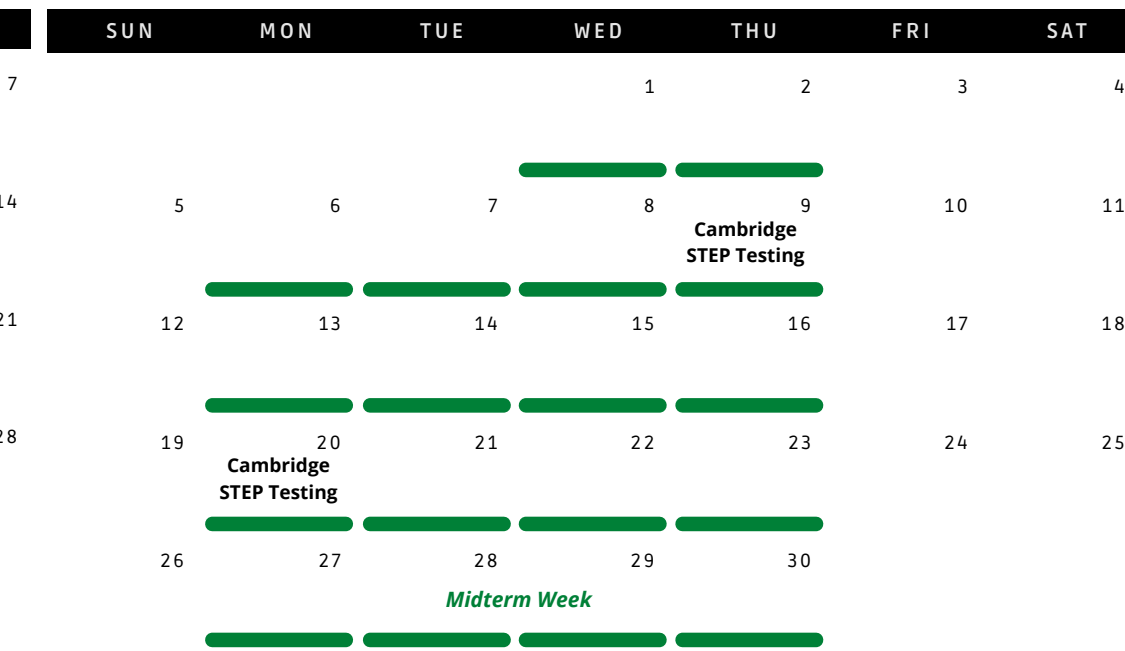 SUN MON TUE WED THU FRI SAT
7 1 2 3 4
14 5 6 7 8 9 10 11
Cambridge
STEP Testing
21 12 13 14 15 16 17 18
28 19 20 21 22 23 24 25
Cambridge
STEP Testing
26 27 28 29 30
Midterm Week